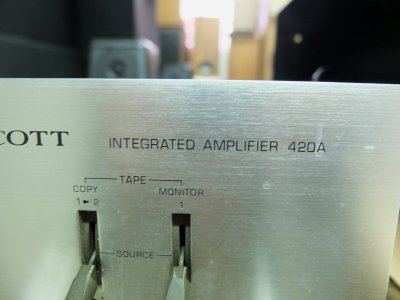 COTT INTEGRATED AMPLIFIER 420A
TAPE
COPY MONITOR
1 ► 2 1
SOURCE